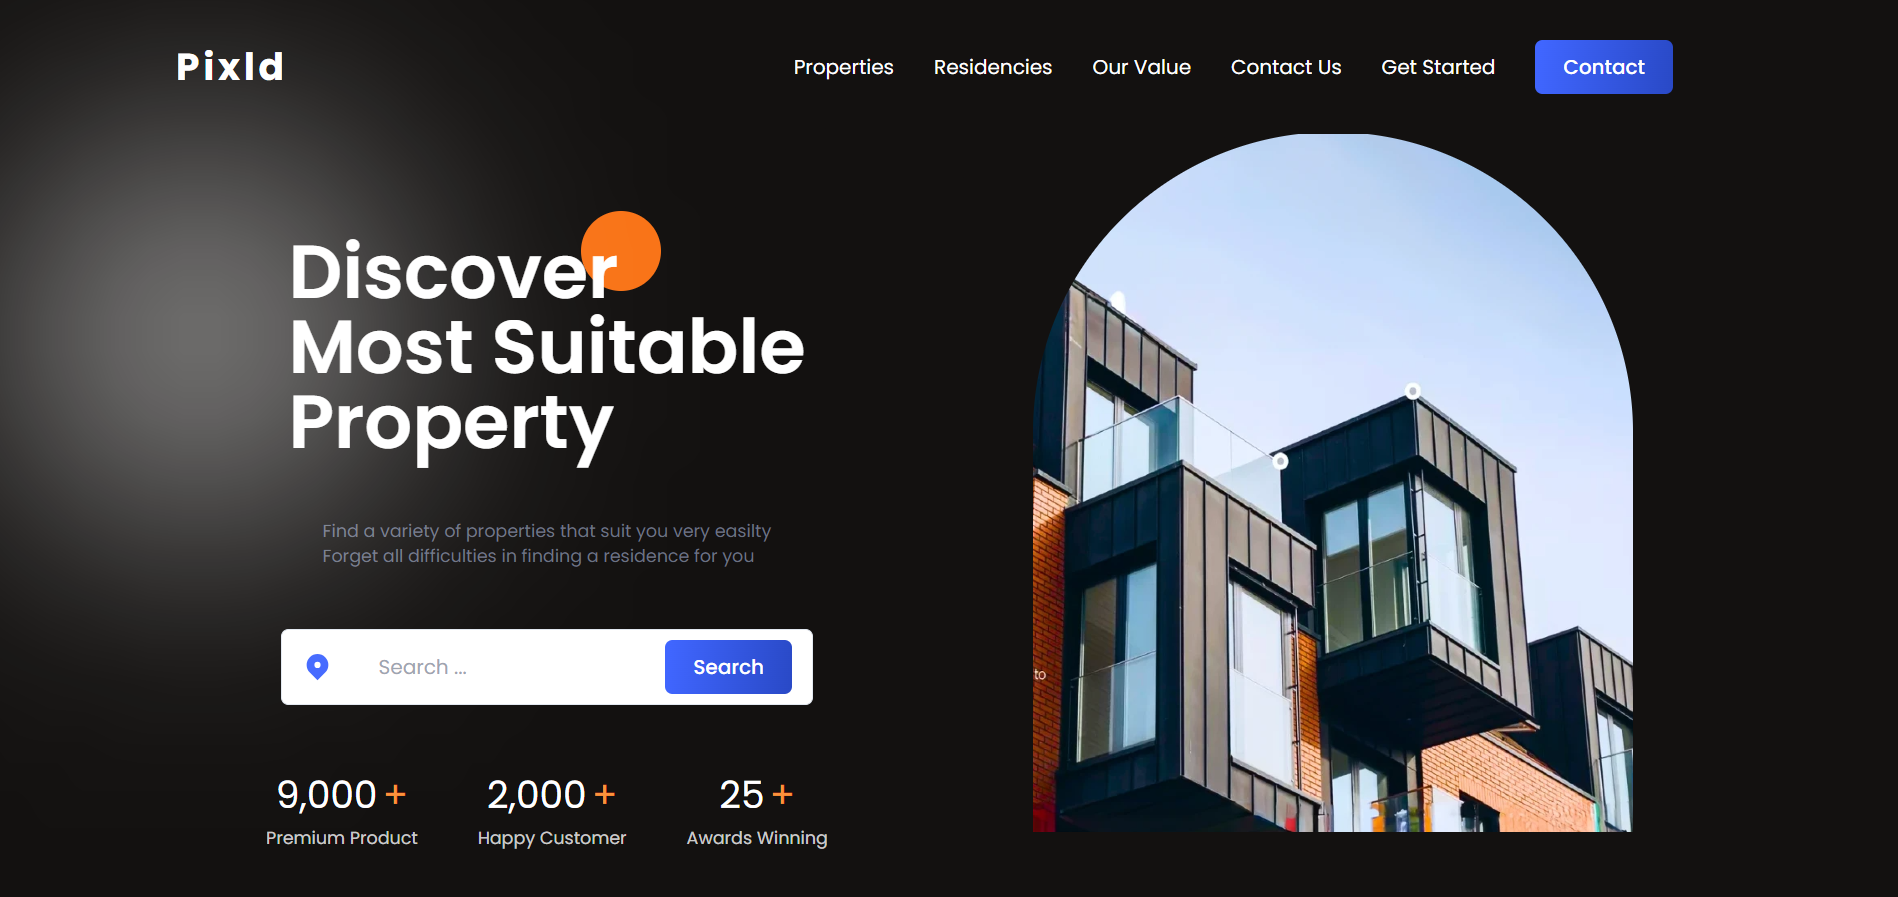 Pixld
Properties Residencies Our Value Contact Us Get Started Contact
Discover
Most Suitable
Property
Find a variety of properties that suit you very easilty
Forget all difficulties in finding a residence for you
Search ... Search
to
9,000 + 2,000 + 25 +
Premium Product Happy Customer Awards Winning